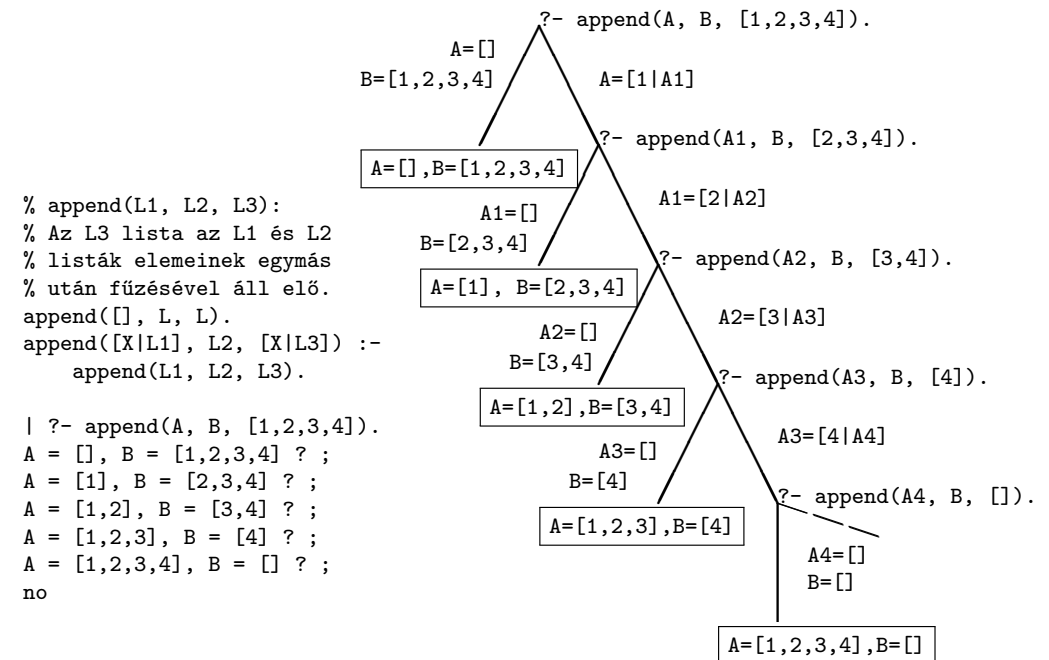 ?- append(A, B, [1,2,3,4]).
A=[]
B=[1,2,3,4]
A=[1|A1]
?- append(A1, B, [2,3,4]).
A=[],B=[1,2,3,4]
A1=[]
B=[2,3,4]
A1=[2|A2]
?- append(A2, B, [3,4]).
A=[1], B=[2,3,4]
A2=[]
B=[3,4]
A2=[3|A3]
?- append(A3, B, [4]).
A=[1,2],B=[3,4]
A3=[]
B=[4]
A3=[4|A4]
?- append(A4, B, []).
A=[1,2,3],B=[4]
A4=[]
B=[]
A=[1,2,3,4],B=[]
% append(L1, L2, L3):
% Az L3 lista az L1 és L2
% listák elemeinek egymás
% után fűzésével áll elő.
append([], L, L).
append([X|L1], L2, [X|L3]) :-
    append(L1, L2, L3).
| ?- append(A, B, [1,2,3,4]).
A = [], B = [1,2,3,4] ? ;
A = [1], B = [2,3,4] ? ;
A = [1,2], B = [3,4] ? ;
A = [1,2,3], B = [4] ? ;
A = [1,2,3,4], B = [] ? ;
no